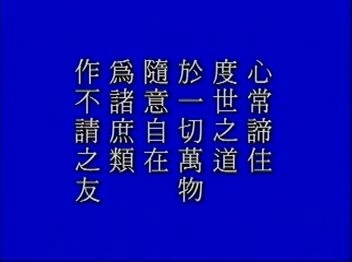 心常諦住
度世之道
於一切萬物
隨意自在
為諸庶類
作不請之友